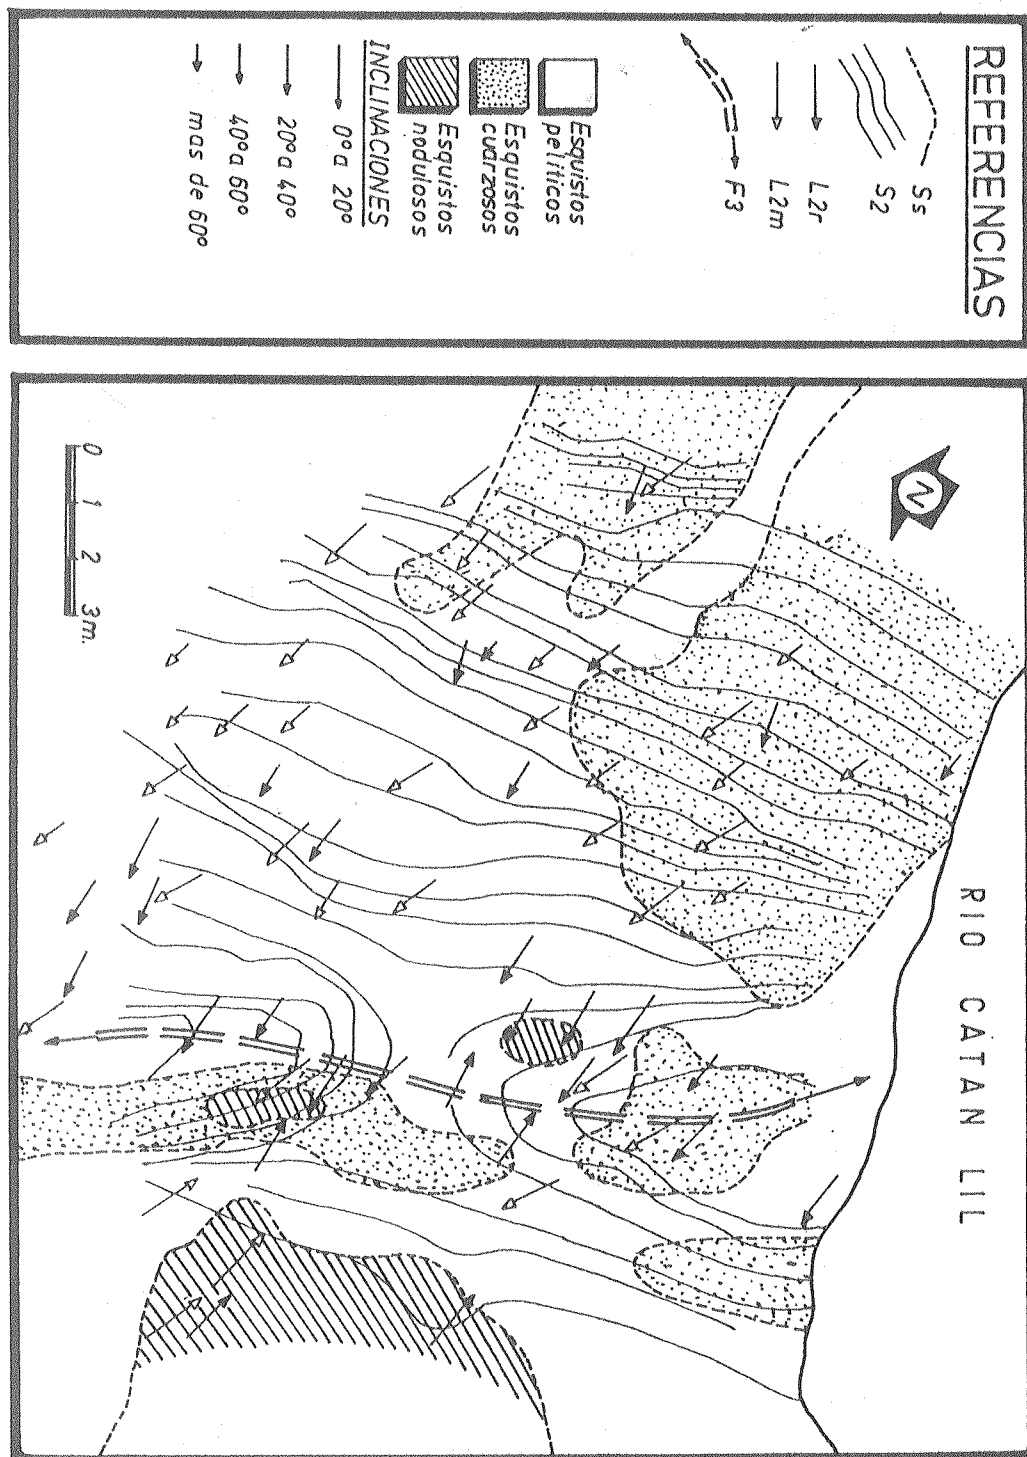 REFERENCIAS
Ss
S2
L2r
L2m
F3
Esquistos
pelíticos
Esquistos
cuarzosos
Esquistos
nodulosos
INCLINACIONES
0º a 20º
20º a 40º
40º a 60º
mas de 60º
N
RIO CATAN LIL
0 1 2 3 m.